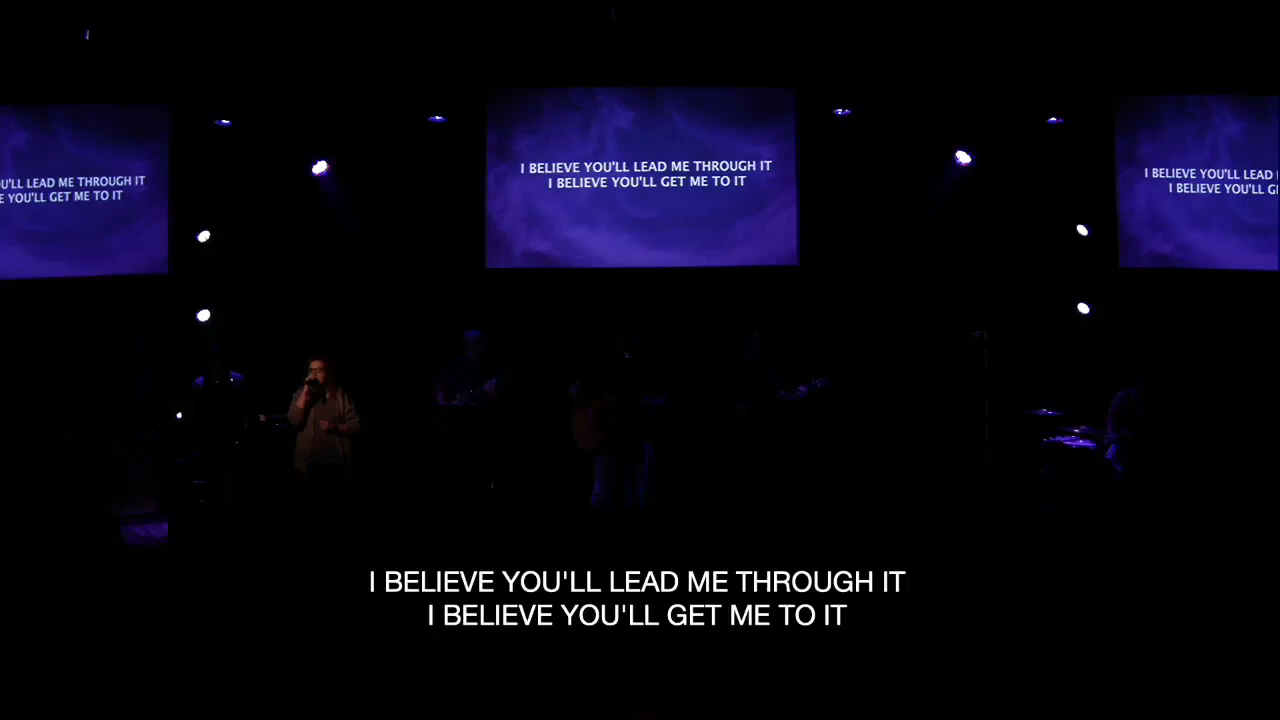 I BELIEVE YOU'LL LEAD ME THROUGH IT
I BELIEVE YOU'LL GET ME TO IT
U'LL LEAD ME THROUGH IT
E YOU'LL GET ME TO IT
I BELIEVE YOU'LL LEAD
I BELIEVE YOU'LL G
I BELIEVE YOU'LL LEAD ME THROUGH IT
I BELIEVE YOU'LL GET ME TO IT